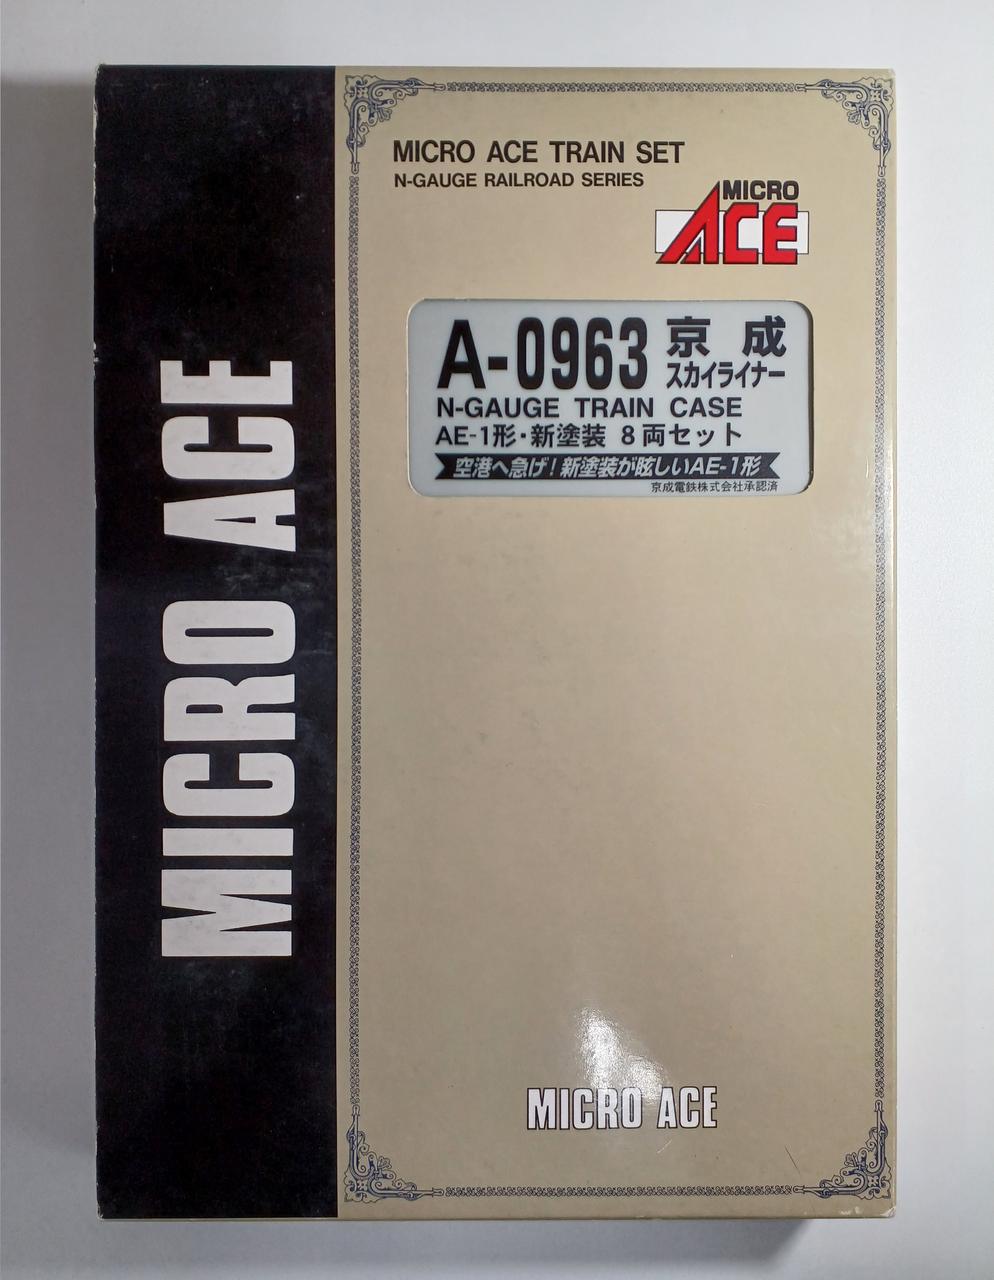 MICRO ACE
MICRO ACE TRAIN SET
N-GAUGE RAILROAD SERIES
MICRO
ACE
A-0963 京成
スカイライナー
N-GAUGE TRAIN CASE
AE-1形・新塗装 8両セット
空港へ急げ！新塗装が眩しいAE-1形
京成電鉄株式会社承認済
MICRO ACE